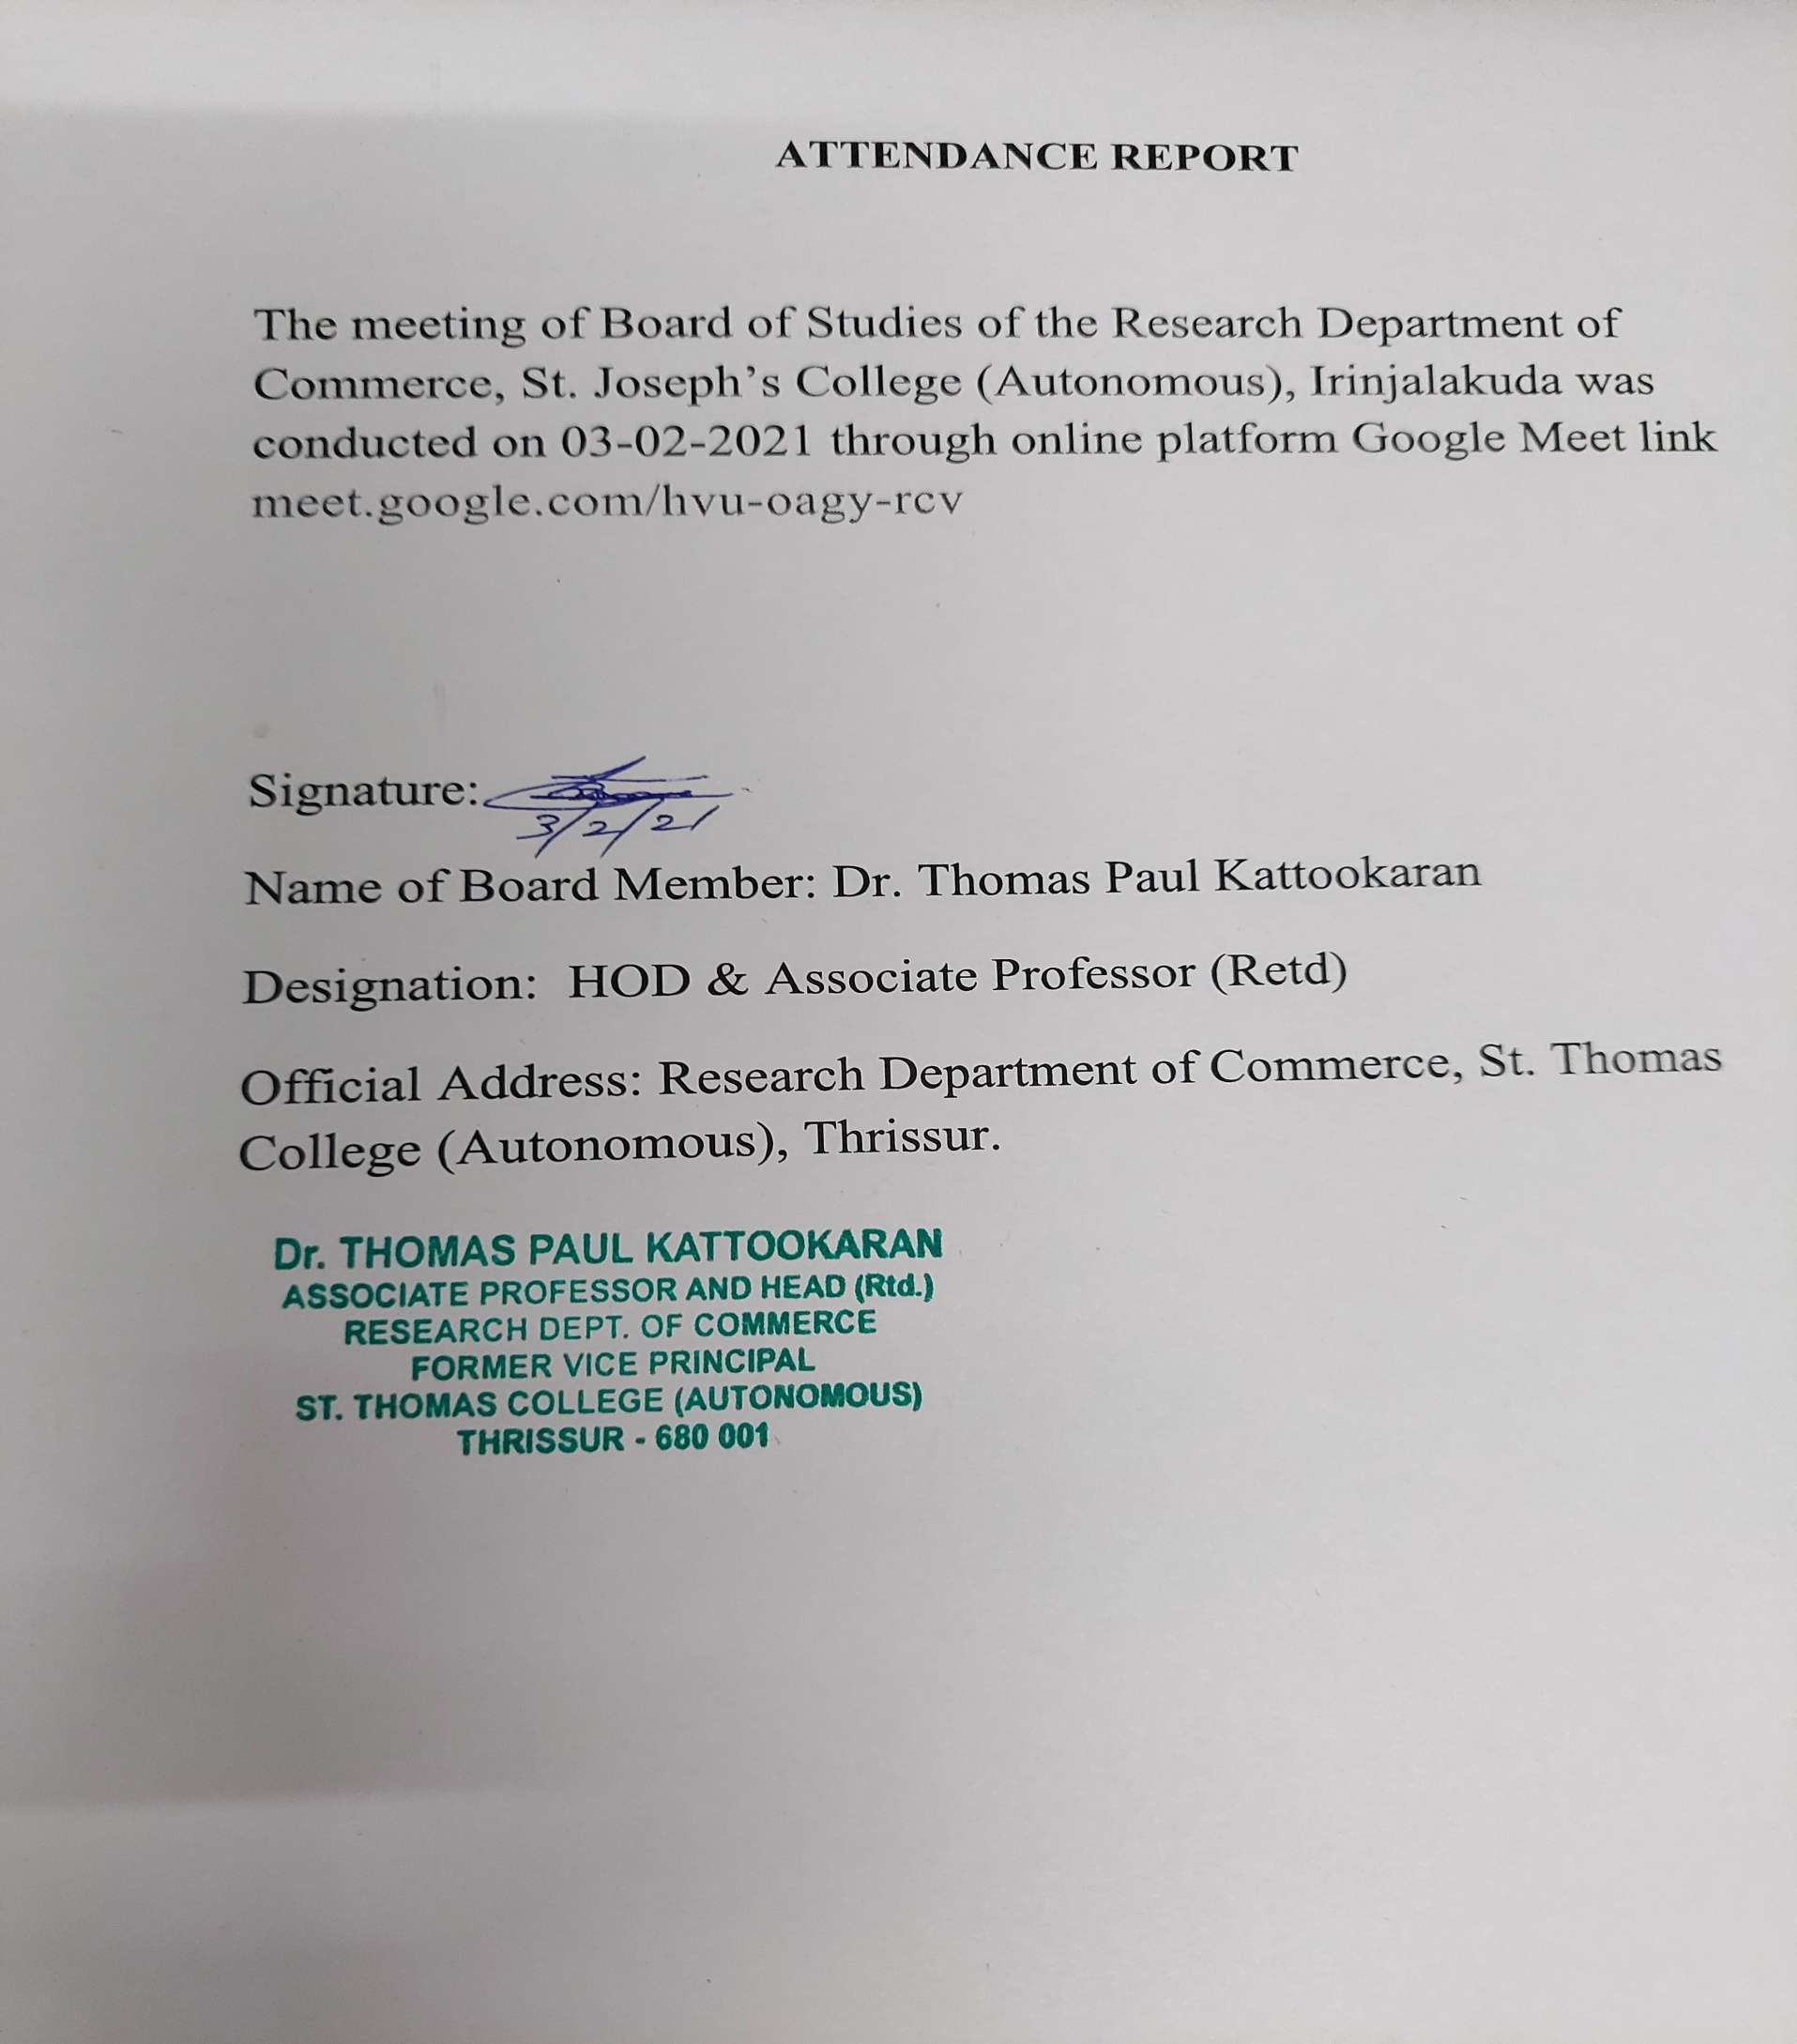 ATTENDANCE REPORT
The meeting of Board of Studies of the Research Department of
Commerce, St. Joseph's College (Autonomous), Irinjalakuda was
conducted on 03-02-2021 through online platform Google Meet link
meet.google.com/hvu-oagy-rcv
Signature:
3/2/21
Name of Board Member: Dr. Thomas Paul Kattookaran
Designation: HOD & Associate Professor (Retd)
Official Address: Research Department of Commerce, St. Thomas
College (Autonomous), Thrissur.
Dr. THOMAS PAUL KATTOOKARAN
ASSOCIATE PROFESSOR AND HEAD (Rtd.)
RESEARCH DEPT. OF COMMERCE
FORMER VICE PRINCIPAL
ST. THOMAS COLLEGE (AUTONOMOUS)
THRISSUR - 680 001